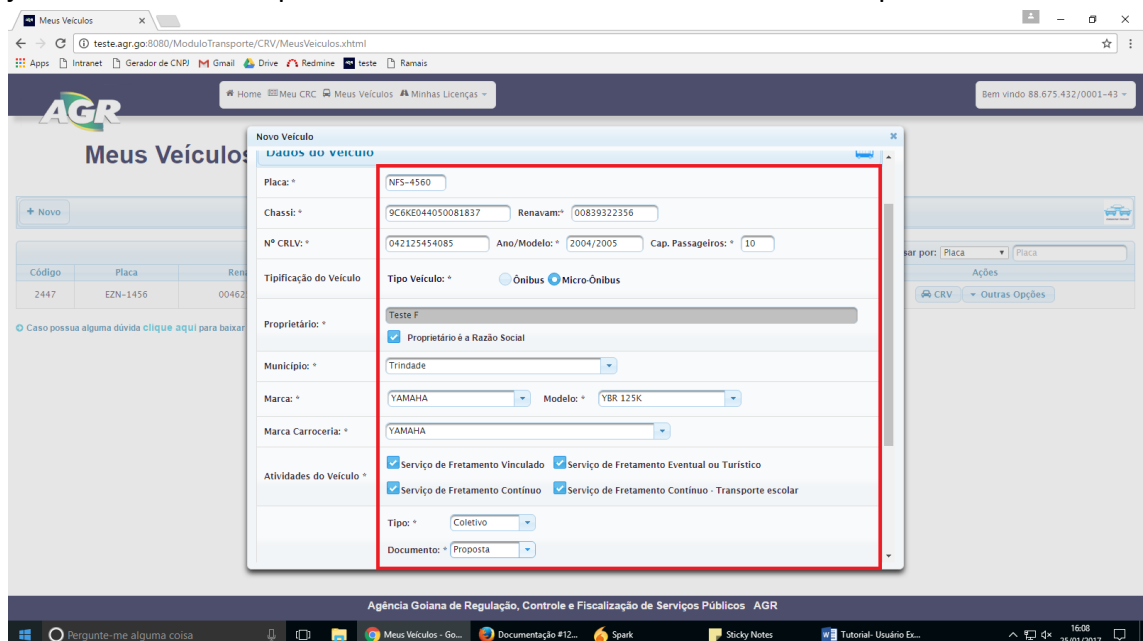 Meus Veículos
teste.agr.go:8080/ModuloTransporte/CRV/MeusVeiculos.xhtml
Apps Intranet Gerador de CNPJ Gmail Drive Redmine teste Ramais
AGR
Home Meu CRC Meus Veículos Minhas Licenças
Bem vindo 88.675.432/0001-43
Meus Veículos
Novo Veículo
Dados do Veículo
Placa: * NFS-4560
+ Novo
Chassi: * 9C6KE044050081837 Renavam:* 00839322356
Nº CRLV: * 042125454085 Ano/Modelo: * 2004/2005 Cap. Passageiros: * 10
sar por: Placa Placa
Código Placa Rena Ações
Tipificação do Veículo Tipo Veículo: * Ônibus Micro-Ônibus
2447 EZN-1456 00462 CRV Outras Opções
Proprietário: * Teste F
Proprietário é a Razão Social
Caso possua alguma dúvida clique aqui para baixar
Município: * Trindade
Marca: * YAMAHA Modelo: * YBR 125K
Marca Carroceria: * YAMAHA
Atividades do Veículo *
Serviço de Fretamento Vinculado Serviço de Fretamento Eventual ou Turístico
Serviço de Fretamento Contínuo Serviço de Fretamento Contínuo - Transporte escolar
Tipo: * Coletivo
Documento: * Proposta
Agência Goiana de Regulação, Controle e Fiscalização de Serviços Públicos AGR
Pergunte-me alguma coisa
Meus Veículos - Go... Documentação #12... Spark Sticky Notes Tutorial- Usuário Ex...
16:08
25/01/2017